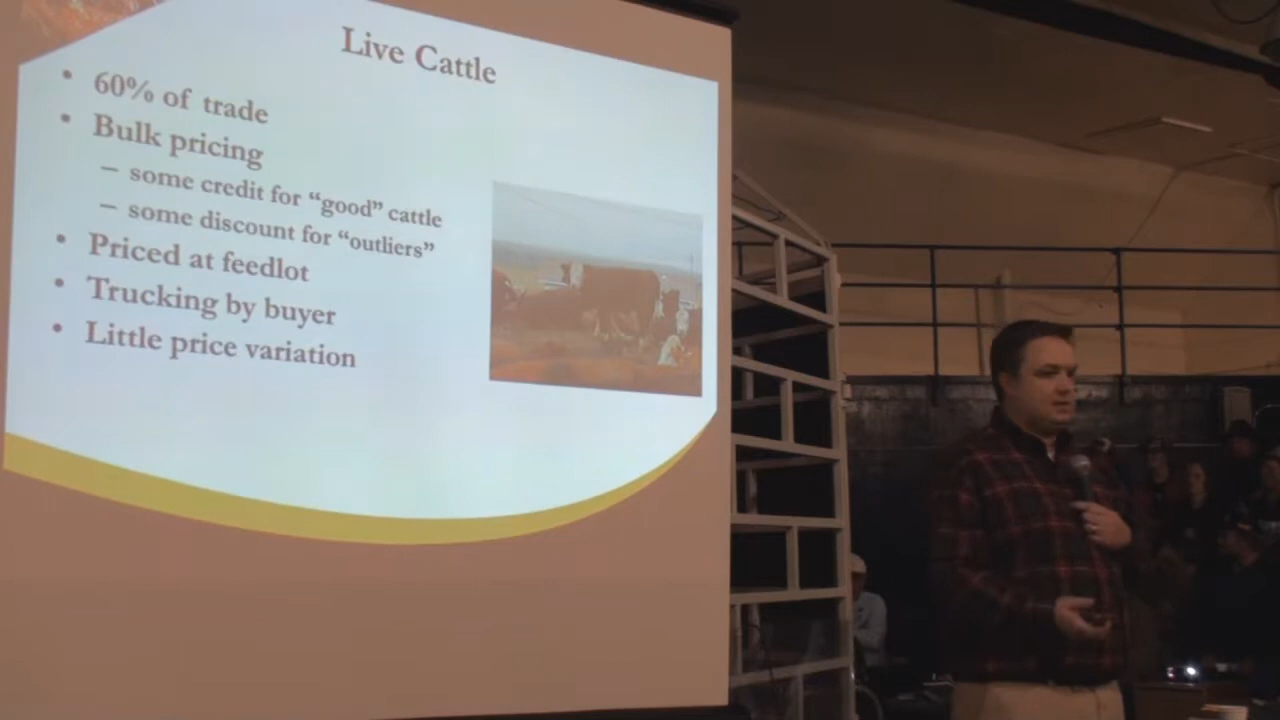 Live Cattle
• 60% of trade
• Bulk pricing
– some credit for “good” cattle
– some discount for “outliers”
• Priced at feedlot
• Trucking by buyer
• Little price variation